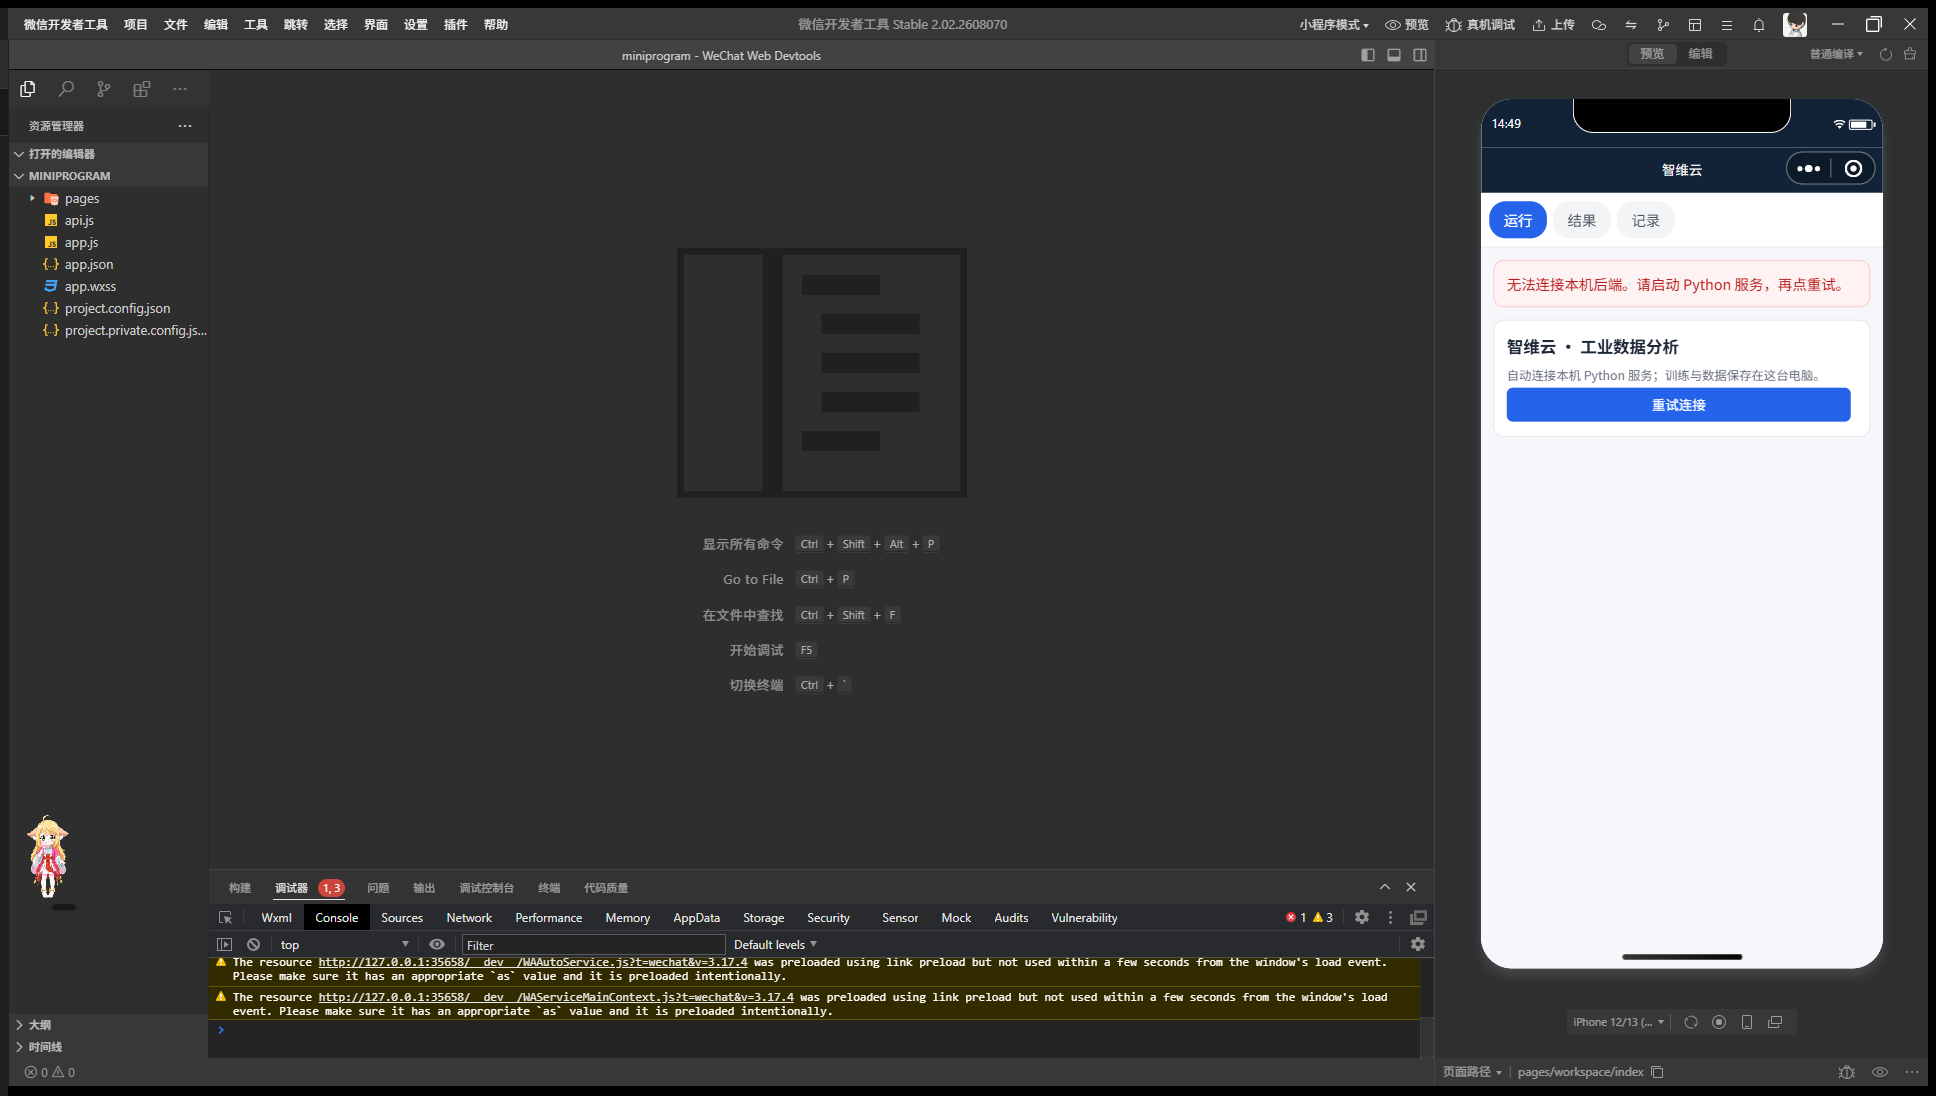 微信开发者工具 项目 文件 编辑 工具 跳转 选择 界面 设置 插件 帮助
微信开发者工具 Stable 2.02.2608070
小程序模式 预览 真机调试 上传
miniprogram - WeChat Web Devtools
预览 编辑
普通编译
资源管理器
打开的编辑器
MINIPROGRAM
pages
api.js
app.js
app.json
app.wxss
project.config.json
project.private.config.js...
大纲
时间线
0 0
显示所有命令 Ctrl + Shift + Alt + P
Go to File Ctrl + P
在文件中查找 Ctrl + Shift + F
开始调试 F5
切换终端 Ctrl + `
构建 调试器 1, 3 问题 输出 调试控制台 终端 代码质量
Wxml Console Sources Network Performance Memory AppData Storage Security Sensor Mock Audits Vulnerability
1 3
top
Filter
Default levels
The resource http://127.0.0.1:35658/__dev__/WAAutoService.js?t=wechat&v=3.17.4 was preloaded using link preload but not used within a few seconds from the window's load event.
Please make sure it has an appropriate `as` value and it is preloaded intentionally.
The resource http://127.0.0.1:35658/__dev__/WAServiceMainContext.js?t=wechat&v=3.17.4 was preloaded using link preload but not used within a few seconds from the window's load
event. Please make sure it has an appropriate `as` value and it is preloaded intentionally.
14:49
智维云
运行 结果 记录
无法连接本机后端。请启动 Python 服务，再点重试。
智维云 · 工业数据分析
自动连接本机 Python 服务；训练与数据保存在这台电脑。
重试连接
iPhone 12/13 (...
页面路径 pages/workspace/index